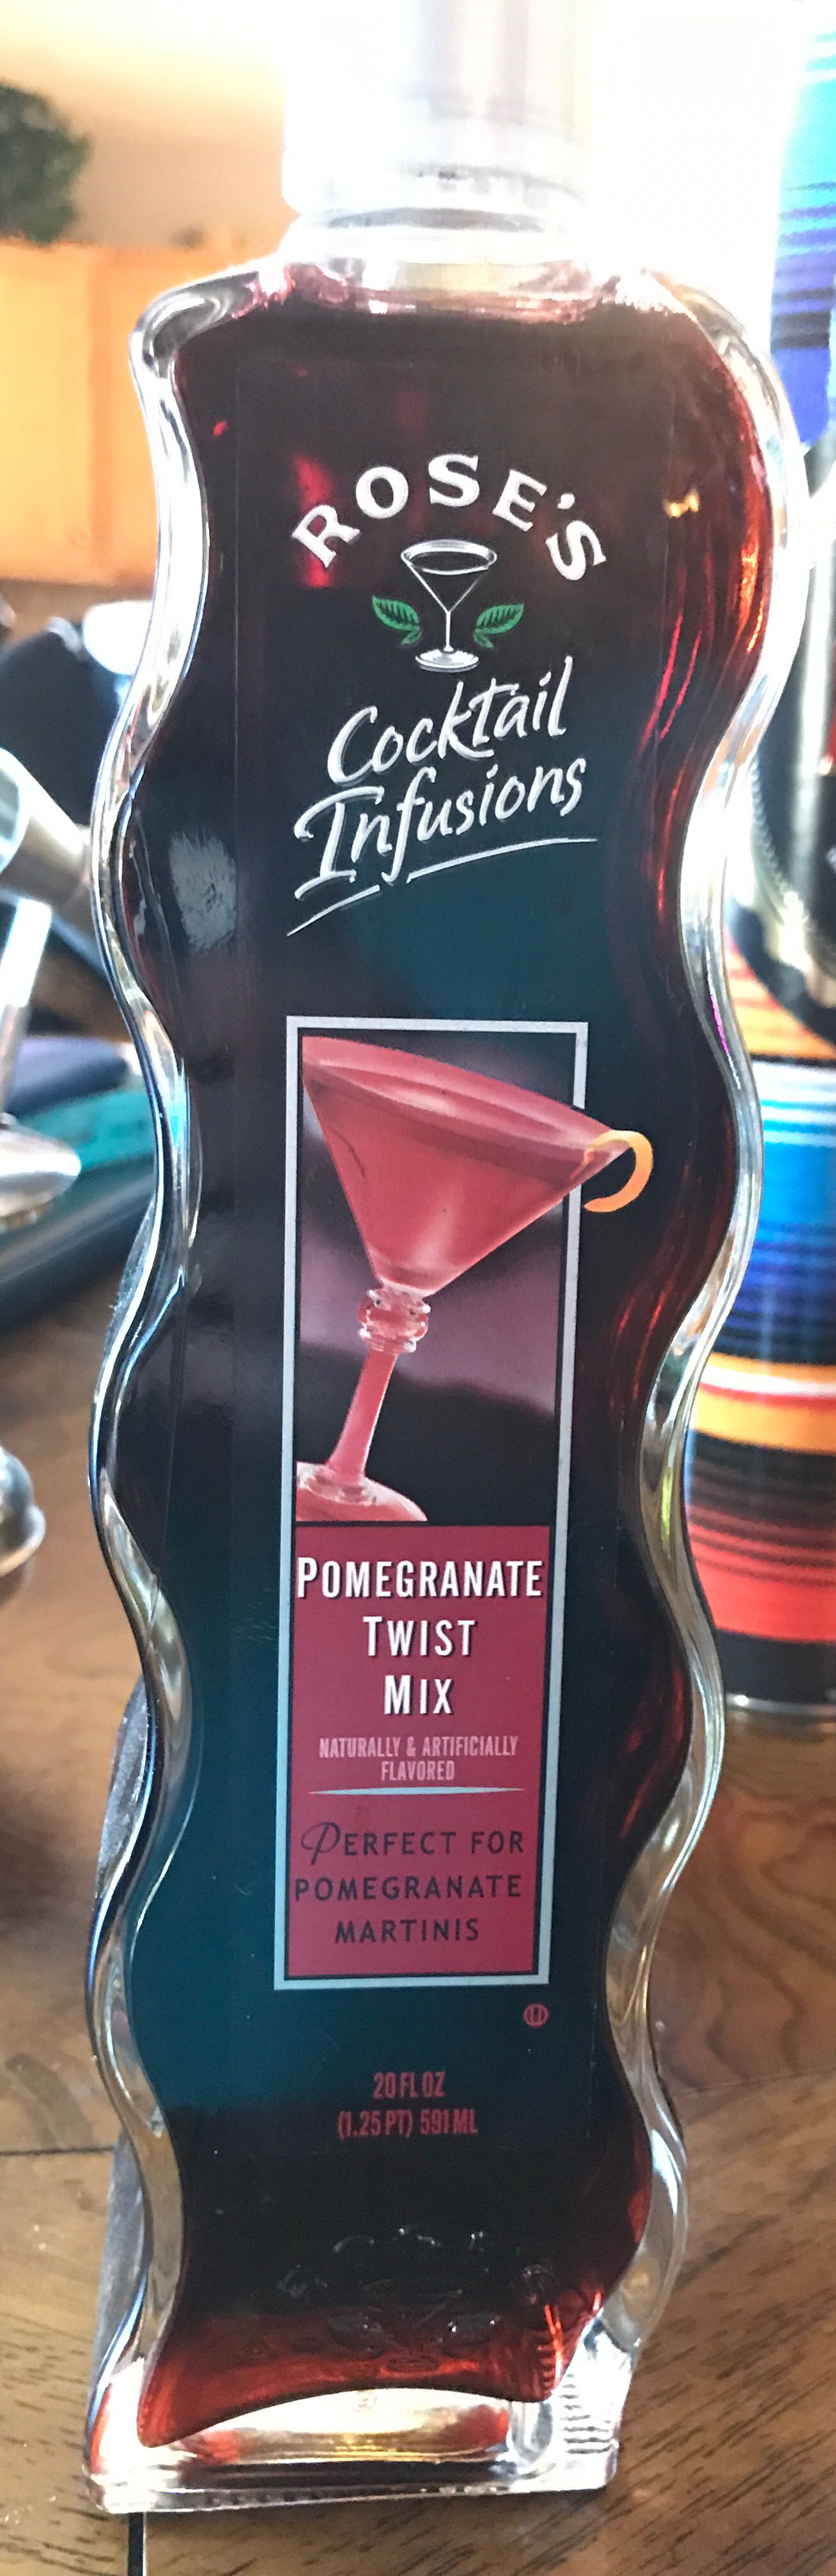 ROSE'S
Cocktail
Infusions
POMEGRANATE
TWIST
MIX
NATURALLY & ARTIFICIALLY
FLAVORED
PERFECT FOR
POMEGRANATE
MARTINIS
20 FL OZ
(1.25 PT) 591 ML